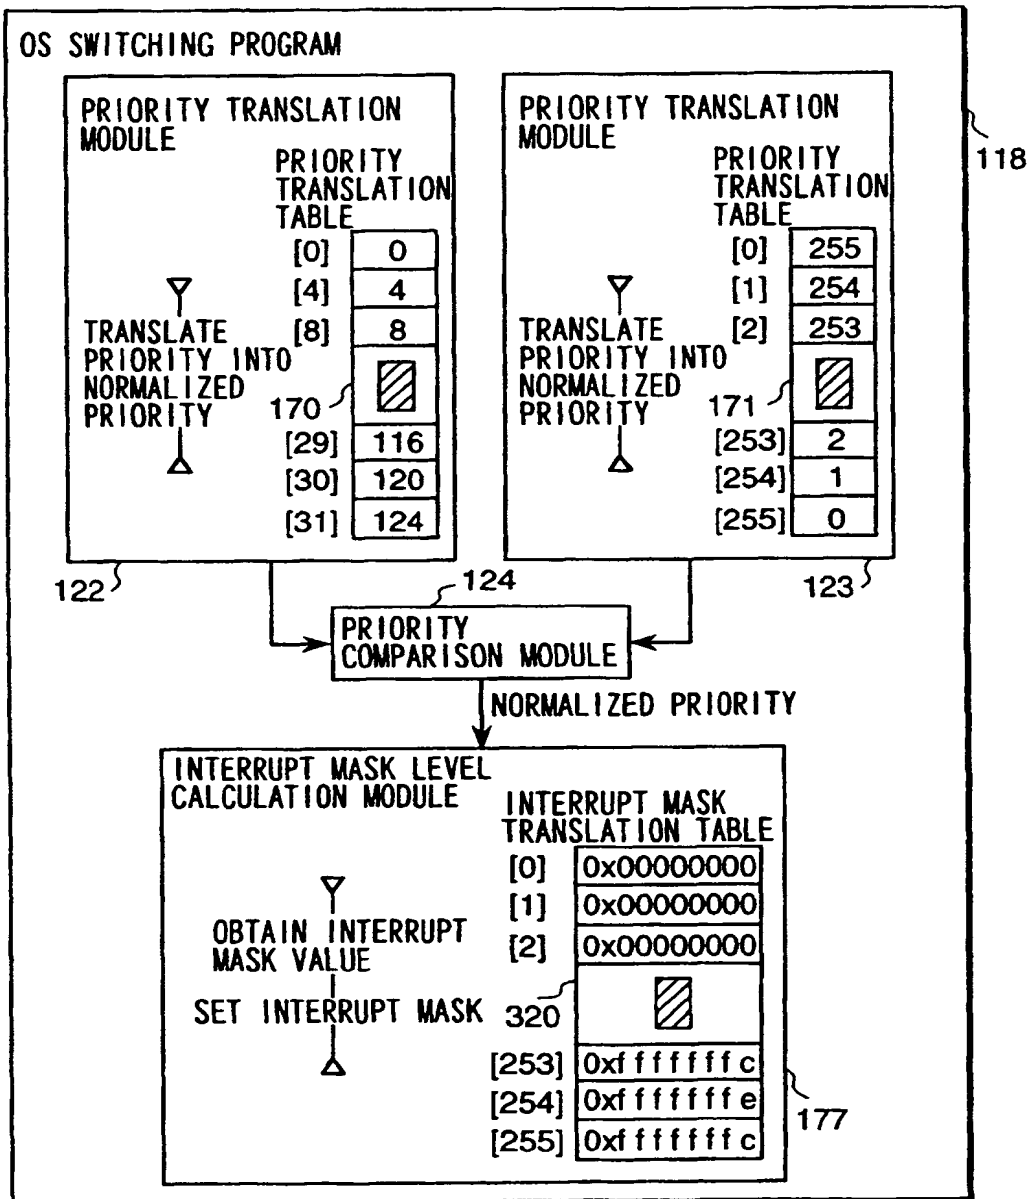 OS SWITCHING PROGRAM
PRIORITY TRANSLATION
MODULE
PRIORITY
TRANSLATION
TABLE
[0] 0
[4] 4
[8] 8
TRANSLATE
PRIORITY INTO
NORMALIZED
PRIORITY
170
[29] 116
[30] 120
[31] 124
122
PRIORITY TRANSLATION
MODULE
PRIORITY
TRANSLATION
TABLE
[0] 255
[1] 254
[2] 253
TRANSLATE
PRIORITY INTO
NORMALIZED
PRIORITY
171
[253] 2
[254] 1
[255] 0
123
118
124
PRIORITY
COMPARISON MODULE
NORMALIZED PRIORITY
INTERRUPT MASK LEVEL
CALCULATION MODULE
INTERRUPT MASK
TRANSLATION TABLE
[0] 0x00000000
[1] 0x00000000
[2] 0x00000000
OBTAIN INTERRUPT
MASK VALUE
SET INTERRUPT MASK
320
[253] 0xfffffffc
[254] 0xfffffffe
[255] 0xfffffffc
177